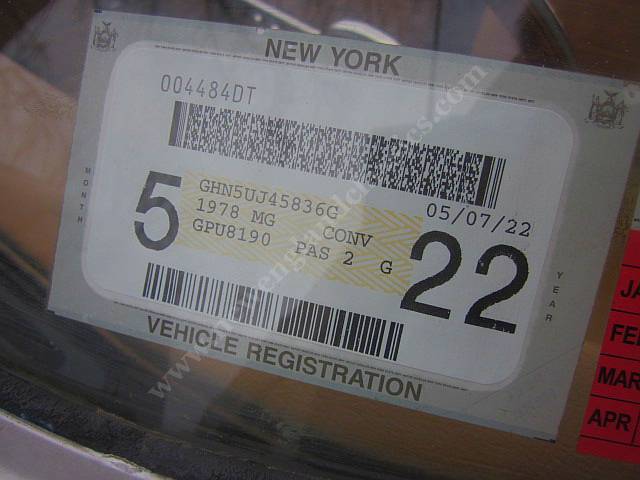 NEW YORK
004484DT
MONTH
5
GHN5UJ45836G
05/07/22
1978 MG CONV
GPU8190 PAS 2 G
22
YEAR
VEHICLE REGISTRATION
JA
FE
MAR
APR